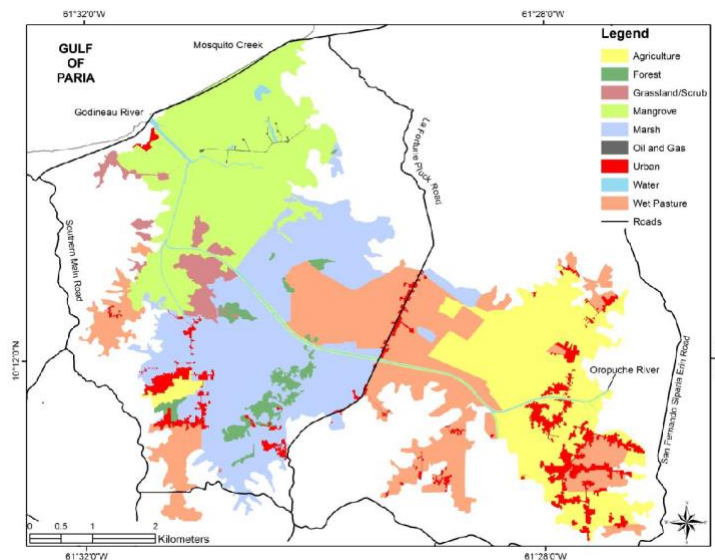 61°32'0"W
61°28'0"W
GULF
OF
PARIA
Mosquito Creek
Godineau River
La Fortune Pluck Road
Southern Main Road
10°12'0"N
Oropuche River
San Fernando Siparia Erin Road
Legend
Agriculture
Forest
Grassland/Scrub
Mangrove
Marsh
Oil and Gas
Urban
Water
Wet Pasture
Roads
0 0.5 1 2
Kilometers
61°32'0"W
61°28'0"W